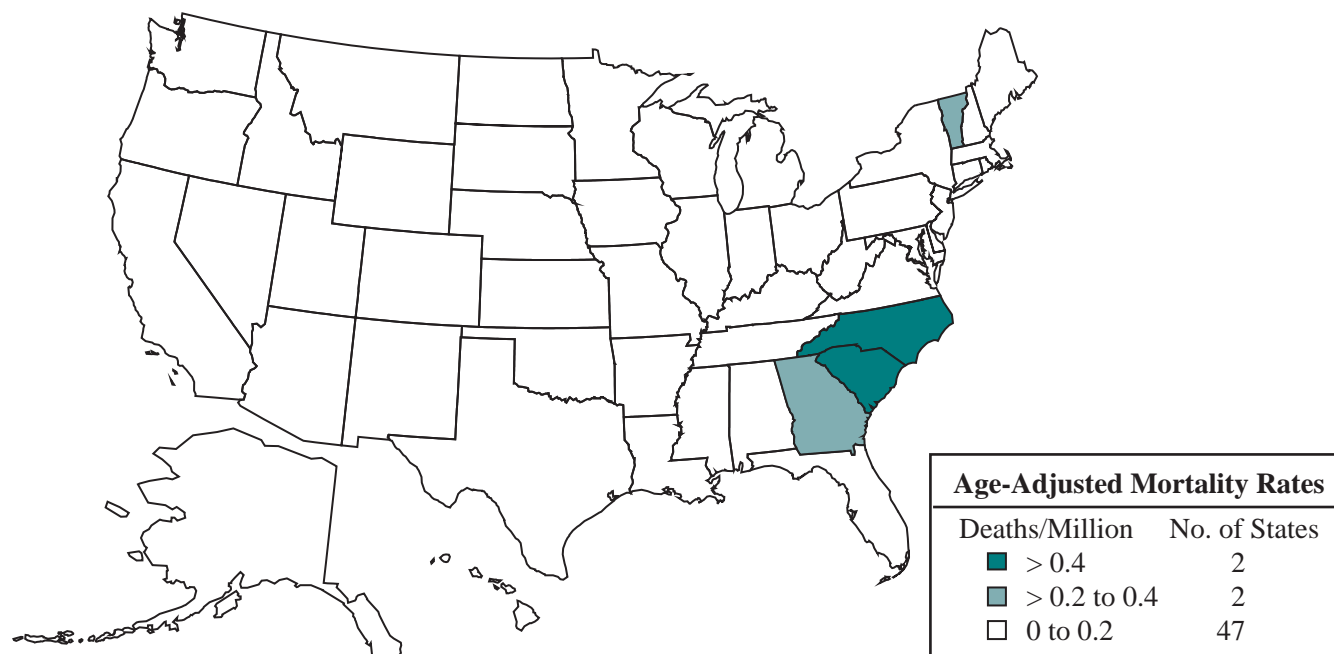 Age-Adjusted Mortality Rates
Deaths/Million No. of States
> 0.4 2
> 0.2 to 0.4 2
0 to 0.2 47